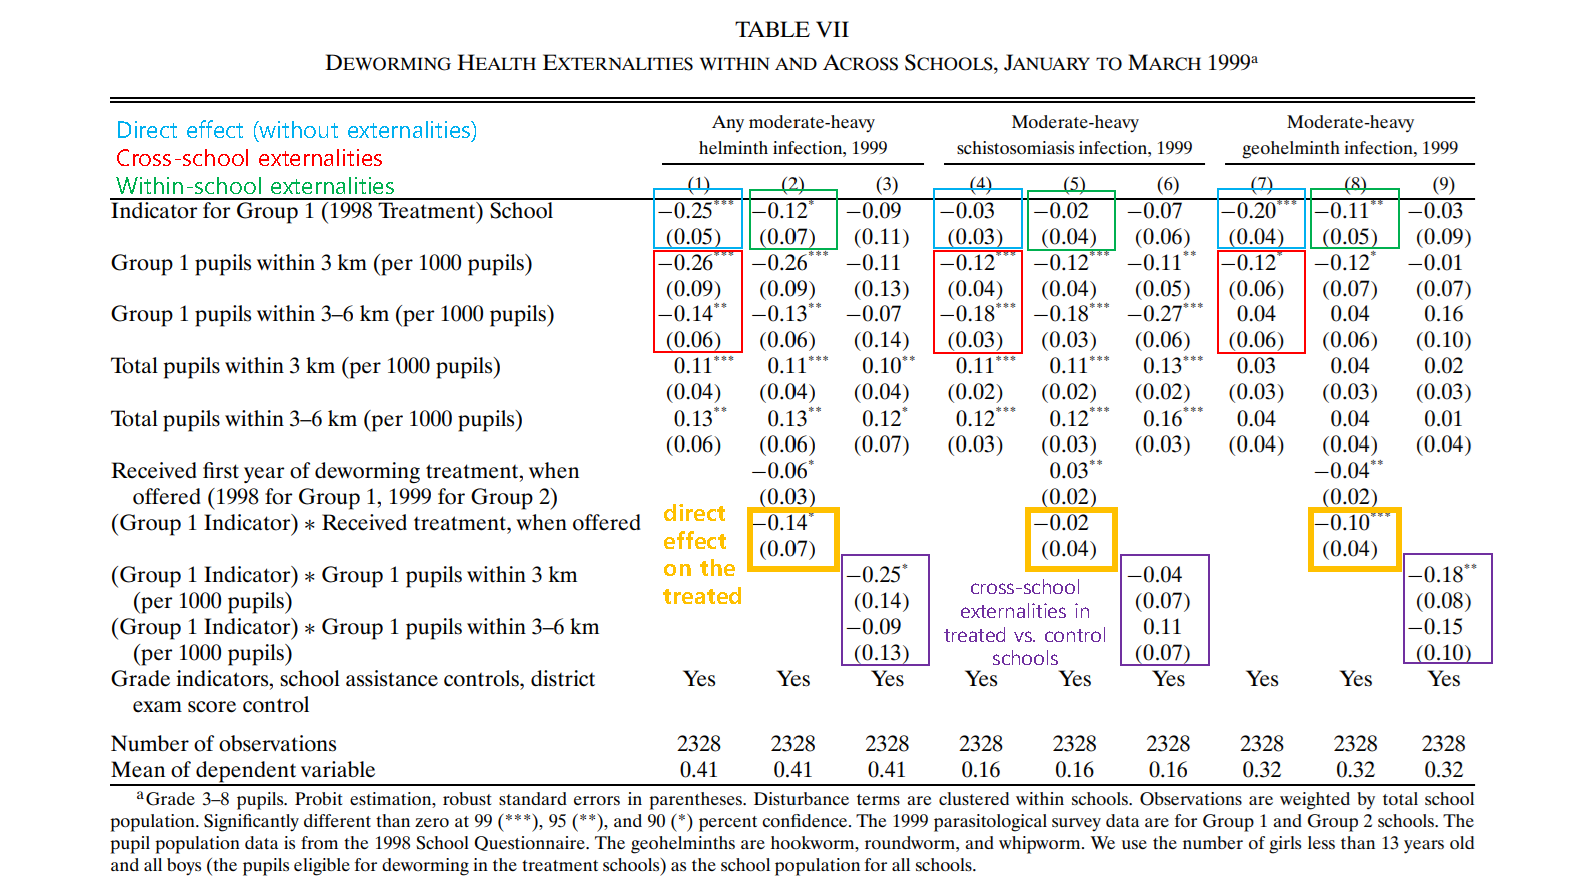 TABLE VII
DEWORMING HEALTH EXTERNALITIES WITHIN AND ACROSS SCHOOLS, JANUARY TO MARCH 1999ᵃ
Direct effect (without externalities)
Cross-school externalities
Within-school externalities
Any moderate-heavy helminth infection, 1999
Moderate-heavy schistosomiasis infection, 1999
Moderate-heavy geohelminth infection, 1999
(1) (2) (3) (4) (5) (6) (7) (8) (9)
Indicator for Group 1 (1998 Treatment) School −0.25*** −0.12* −0.09 −0.03 −0.02 −0.07 −0.20*** −0.11** −0.03
(0.05) (0.07) (0.11) (0.03) (0.04) (0.06) (0.04) (0.05) (0.09)
Group 1 pupils within 3 km (per 1000 pupils) −0.26*** −0.26*** −0.11 −0.12*** −0.12*** −0.11** −0.12* −0.12* −0.01
(0.09) (0.09) (0.13) (0.04) (0.04) (0.05) (0.06) (0.07) (0.07)
Group 1 pupils within 3–6 km (per 1000 pupils) −0.14** −0.13** −0.07 −0.18*** −0.18*** −0.27*** 0.04 0.04 0.16
(0.06) (0.06) (0.14) (0.03) (0.03) (0.06) (0.06) (0.06) (0.10)
Total pupils within 3 km (per 1000 pupils) 0.11*** 0.11*** 0.10** 0.11*** 0.11*** 0.13*** 0.03 0.04 0.02
(0.04) (0.04) (0.04) (0.02) (0.02) (0.02) (0.03) (0.03) (0.03)
Total pupils within 3–6 km (per 1000 pupils) 0.13** 0.13** 0.12* 0.12*** 0.12*** 0.16*** 0.04 0.04 0.01
(0.06) (0.06) (0.07) (0.03) (0.03) (0.03) (0.04) (0.04) (0.04)
Received first year of deworming treatment, when −0.06* 0.03** −0.04**
offered (1998 for Group 1, 1999 for Group 2) (0.03) (0.02) (0.02)
(Group 1 Indicator) ∗ Received treatment, when offered −0.14* −0.02 −0.10***
(0.07) (0.04) (0.04)
direct
effect
on the
treated
(Group 1 Indicator) ∗ Group 1 pupils within 3 km −0.25* −0.04 −0.18**
(per 1000 pupils) (0.14) (0.07) (0.08)
(Group 1 Indicator) ∗ Group 1 pupils within 3–6 km −0.09 0.11 −0.15
(per 1000 pupils) (0.13) (0.07) (0.10)
cross-school
externalities in
treated vs. control
schools
Grade indicators, school assistance controls, district Yes Yes Yes Yes Yes Yes Yes Yes Yes
exam score control
Number of observations 2328 2328 2328 2328 2328 2328 2328 2328 2328
Mean of dependent variable 0.41 0.41 0.41 0.16 0.16 0.16 0.32 0.32 0.32
ᵃGrade 3–8 pupils. Probit estimation, robust standard errors in parentheses. Disturbance terms are clustered within schools. Observations are weighted by total school
population. Significantly different than zero at 99 (***), 95 (**), and 90 (*) percent confidence. The 1999 parasitological survey data are for Group 1 and Group 2 schools. The
pupil population data is from the 1998 School Questionnaire. The geohelminths are hookworm, roundworm, and whipworm. We use the number of girls less than 13 years old
and all boys (the pupils eligible for deworming in the treatment schools) as the school population for all schools.